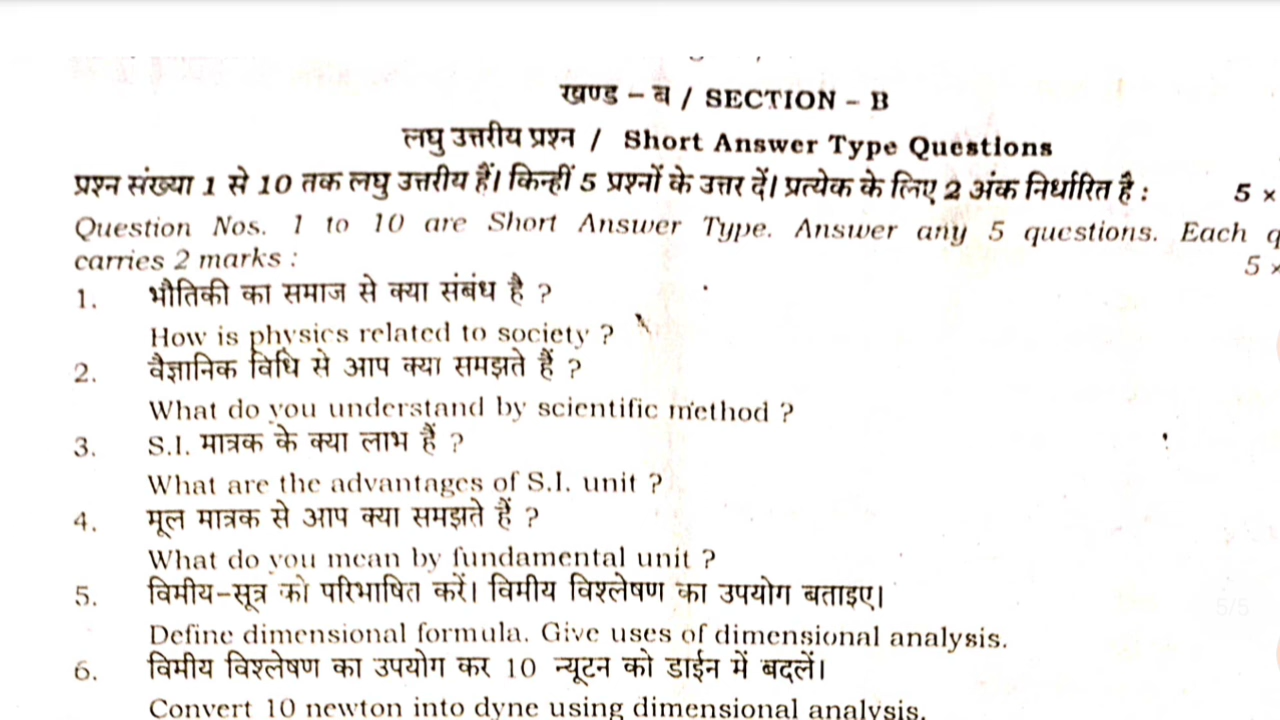 खण्ड – ब / SECTION – B
लघु उत्तरीय प्रश्न / Short Answer Type Questions
प्रश्न संख्या 1 से 10 तक लघु उत्तरीय हैं। किन्हीं 5 प्रश्नों के उत्तर दें। प्रत्येक के लिए 2 अंक निर्धारित है : 5 ×
Question Nos. 1 to 10 are Short Answer Type. Answer any 5 questions. Each
carries 2 marks : 5 ×
1. भौतिकी का समाज से क्या संबंध है ?
How is physics related to society ?
2. वैज्ञानिक विधि से आप क्या समझते हैं ?
What do you understand by scientific method ?
3. S.I. मात्रक के क्या लाभ हैं ?
What are the advantages of S.I. unit ?
4. मूल मात्रक से आप क्या समझते हैं ?
What do you mean by fundamental unit ?
5. विमीय-सूत्र को परिभाषित करें। विमीय विश्लेषण का उपयोग बताइए।
5/5
Define dimensional formula. Give uses of dimensional analysis.
6. विमीय विश्लेषण का उपयोग कर 10 न्यूटन को डाईन में बदलें।
Convert 10 newton into dyne using dimensional analysis.